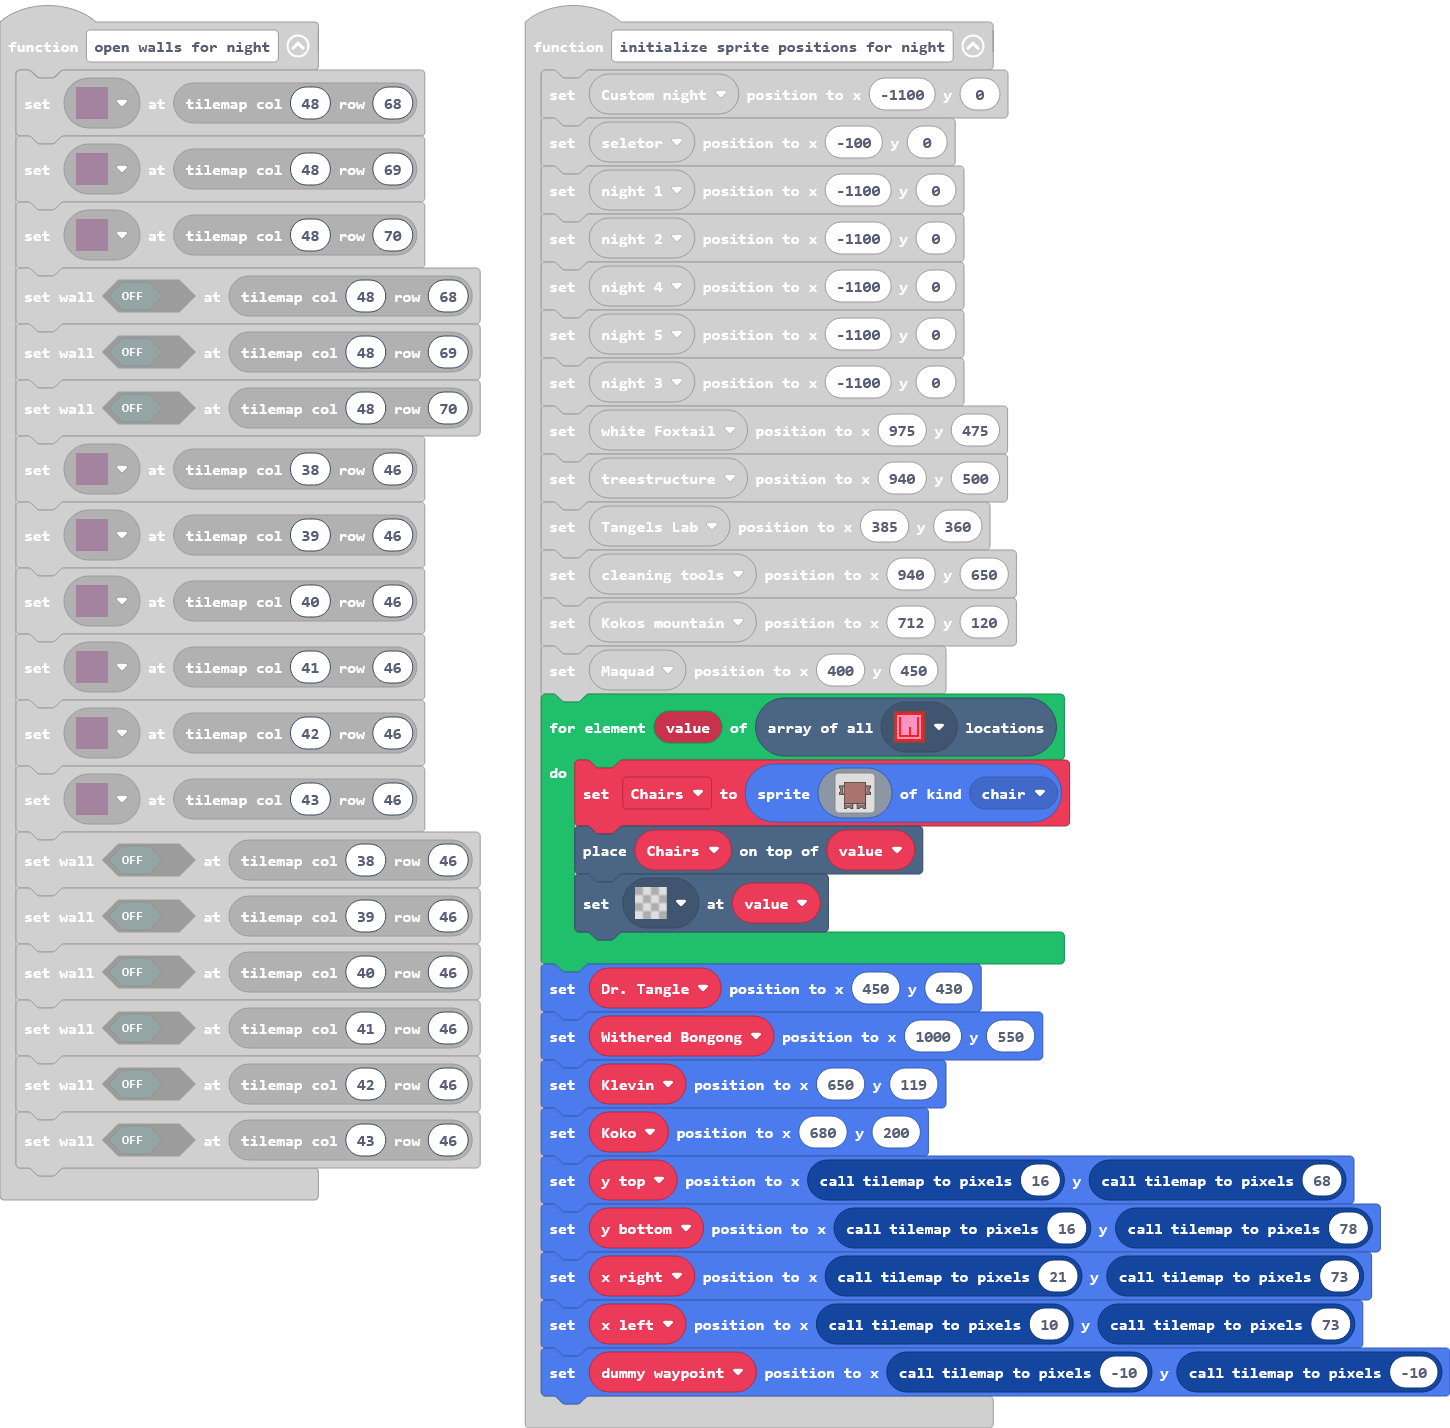 function open walls for night
set at tilemap col 48 row 68
set at tilemap col 48 row 69
set at tilemap col 48 row 70
set wall OFF at tilemap col 48 row 68
set wall OFF at tilemap col 48 row 69
set wall OFF at tilemap col 48 row 70
set at tilemap col 38 row 46
set at tilemap col 39 row 46
set at tilemap col 40 row 46
set at tilemap col 41 row 46
set at tilemap col 42 row 46
set at tilemap col 43 row 46
set wall OFF at tilemap col 38 row 46
set wall OFF at tilemap col 39 row 46
set wall OFF at tilemap col 40 row 46
set wall OFF at tilemap col 41 row 46
set wall OFF at tilemap col 42 row 46
set wall OFF at tilemap col 43 row 46
function initialize sprite positions for night
set Custom night position to x -1100 y 0
set seletor position to x -100 y 0
set night 1 position to x -1100 y 0
set night 2 position to x -1100 y 0
set night 4 position to x -1100 y 0
set night 5 position to x -1100 y 0
set night 3 position to x -1100 y 0
set white Foxtail position to x 975 y 475
set treestructure position to x 940 y 500
set Tangels Lab position to x 385 y 360
set cleaning tools position to x 940 y 650
set Kokos mountain position to x 712 y 120
set Maquad position to x 400 y 450
for element value of array of all locations
do
set Chairs to sprite of kind chair
place Chairs on top of value
set at value
set Dr. Tangle position to x 450 y 430
set Withered Bongong position to x 1000 y 550
set Klevin position to x 650 y 119
set Koko position to x 680 y 200
set y top position to x call tilemap to pixels 16 y call tilemap to pixels 68
set y bottom position to x call tilemap to pixels 16 y call tilemap to pixels 78
set x right position to x call tilemap to pixels 21 y call tilemap to pixels 73
set x left position to x call tilemap to pixels 10 y call tilemap to pixels 73
set dummy waypoint position to x call tilemap to pixels -10 y call tilemap to pixels -10